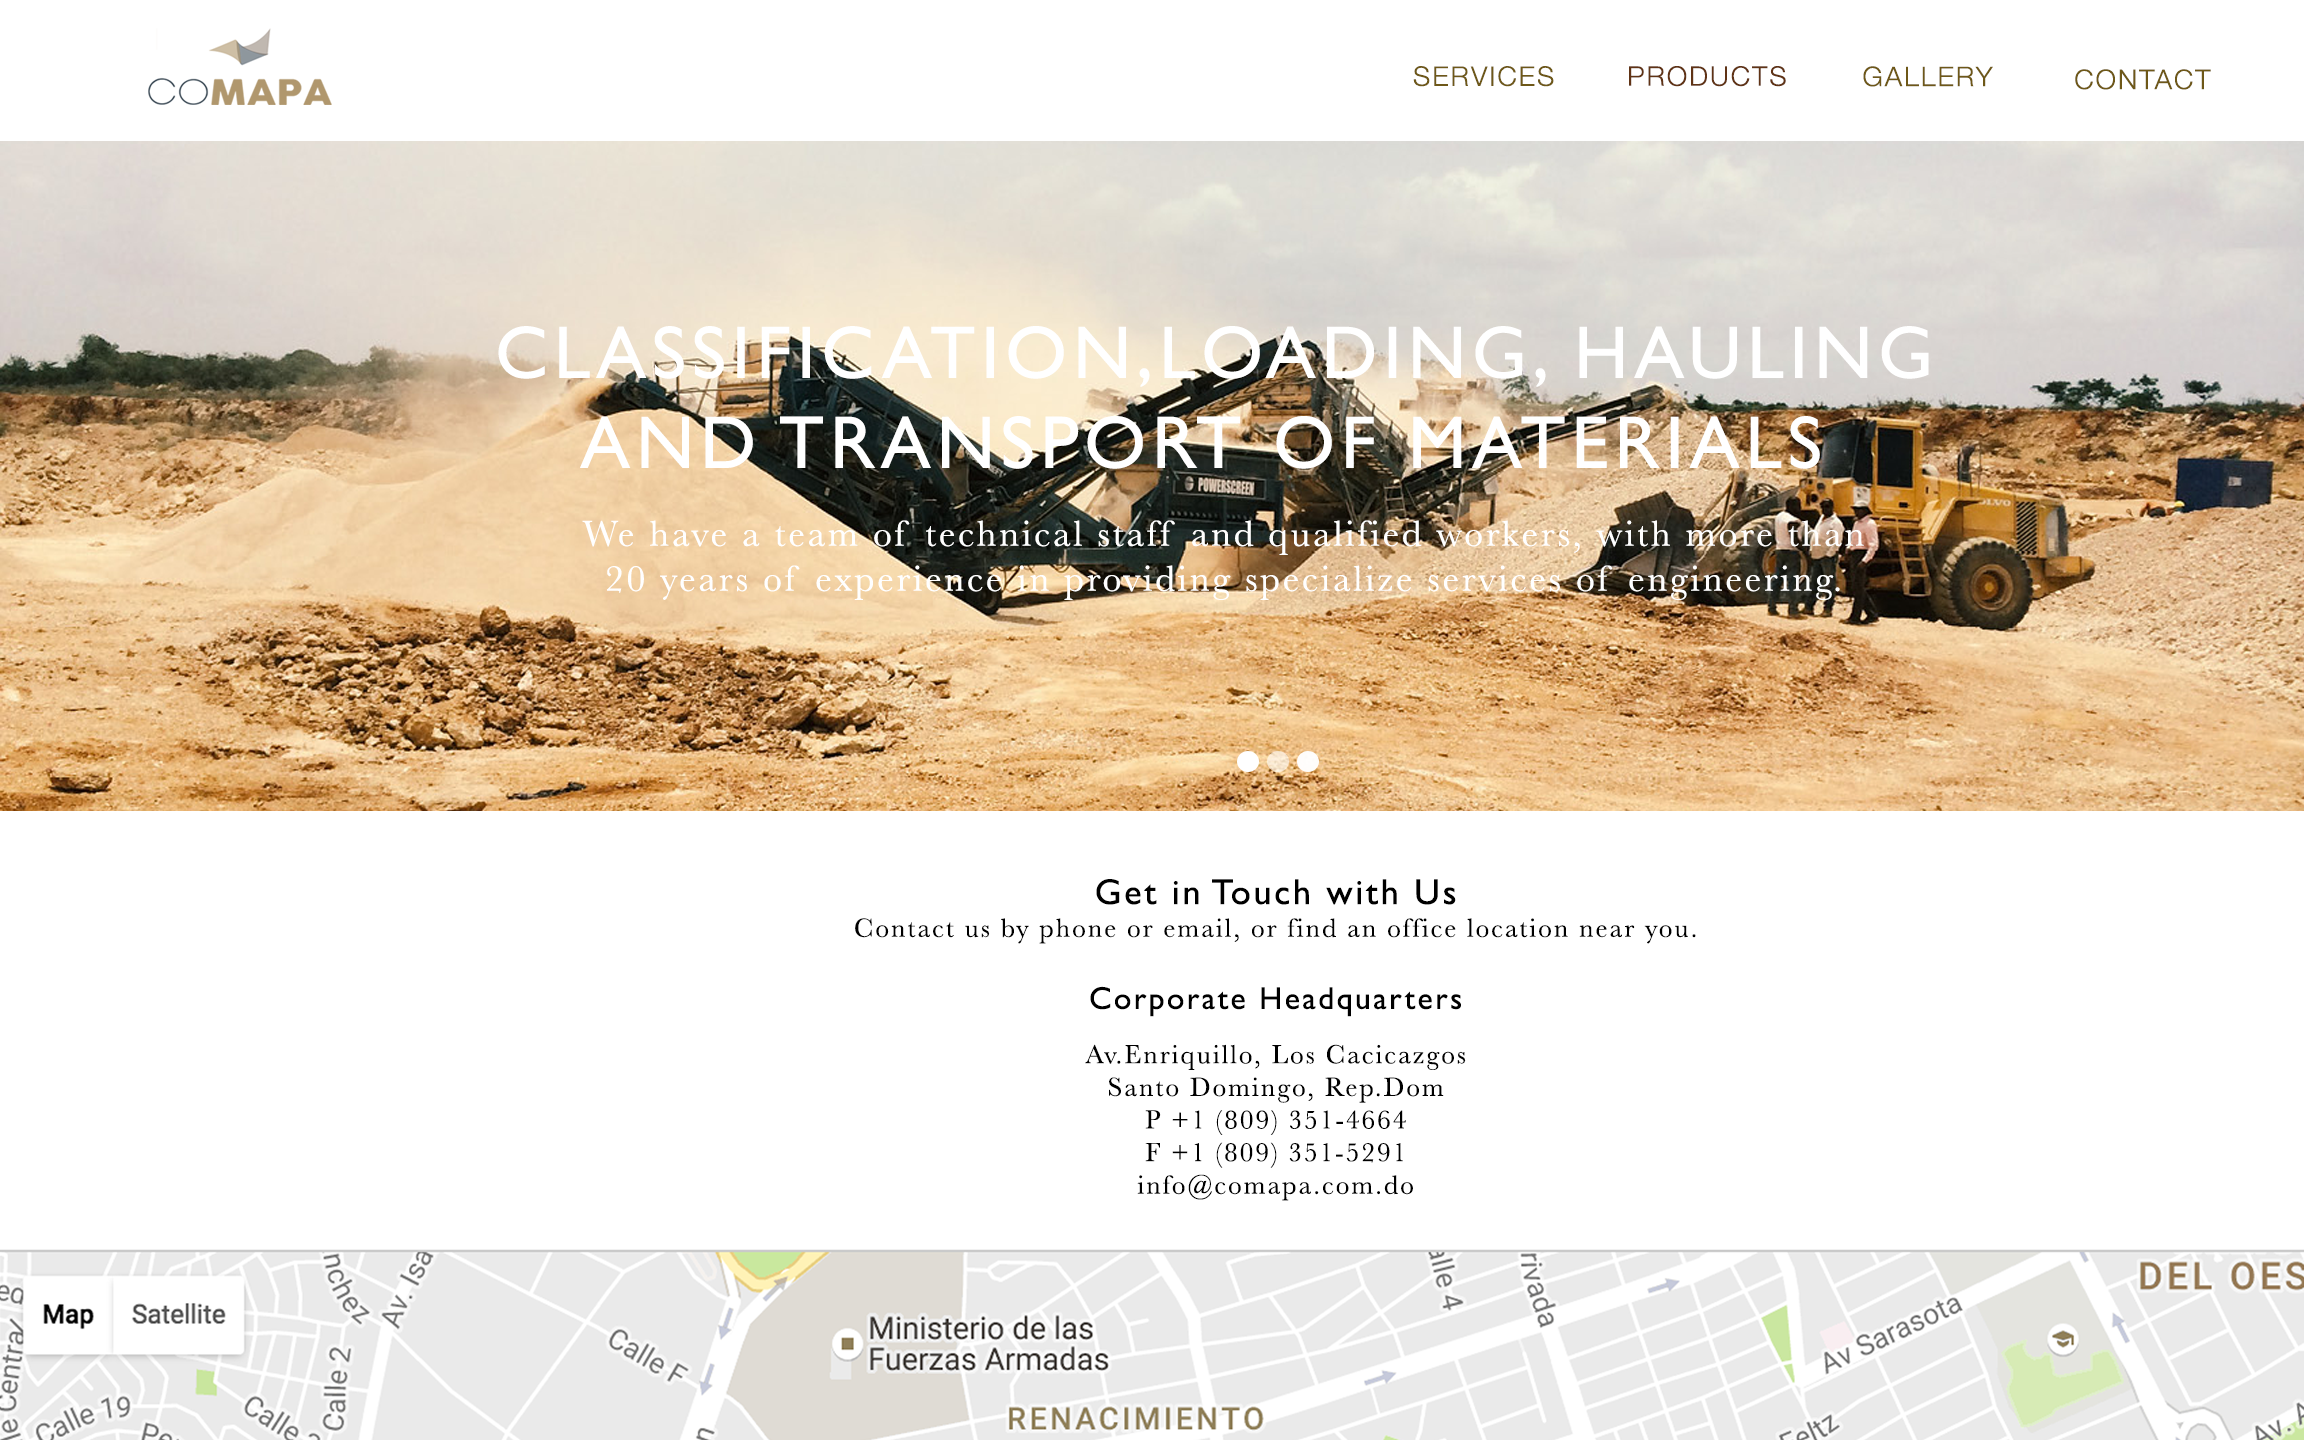 COMAPA
SERVICES
PRODUCTS
GALLERY
CONTACT
CLASSIFICATION,LOADING, HAULING
AND TRANSPORT OF MATERIALS
POWERSCREEN
VOLVO
We have a team of technical staff and qualified workers, with more than
20 years of experience in providing specialize services of engineering.
Get in Touch with Us
Contact us by phone or email, or find an office location near you.
Corporate Headquarters
Av.Enriquillo, Los Cacicazgos
Santo Domingo, Rep.Dom
P +1 (809) 351-4664
F +1 (809) 351-5291
info@comapa.com.do
Map
Satellite
nchez
Av. Isa
Calle 2
Calle 19
Calle F
Ministerio de las
Fuerzas Armadas
RENACIMIENTO
alle 4
rivada
Av Sarasota
DEL OES
Feltz
Av. A